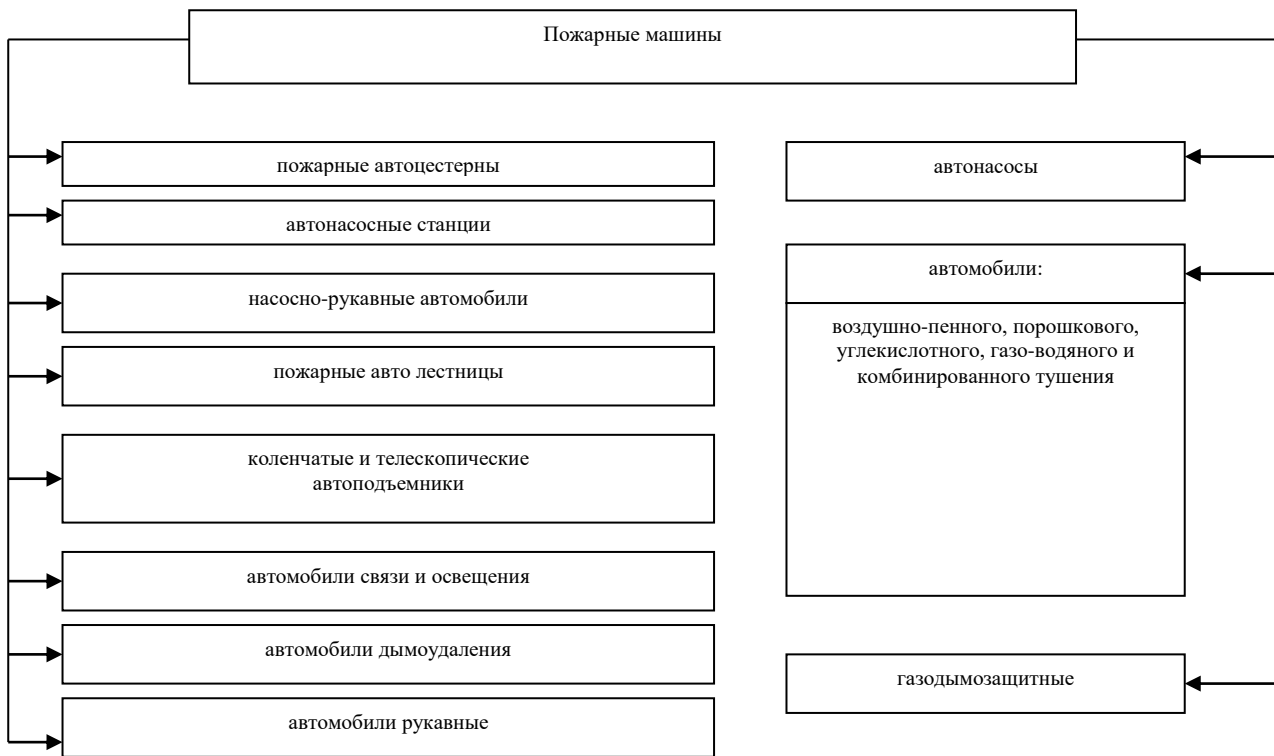 Пожарные машины
пожарные автоцестерны
автонасосные станции
насосно-рукавные автомобили
пожарные авто лестницы
коленчатые и телескопические
автоподъемники
автомобили связи и освещения
автомобили дымоудаления
автомобили рукавные
автонасосы
автомобили:
воздушно-пенного, порошкового,
углекислотного, газо-водяного и
комбинированного тушения
газодымозащитные